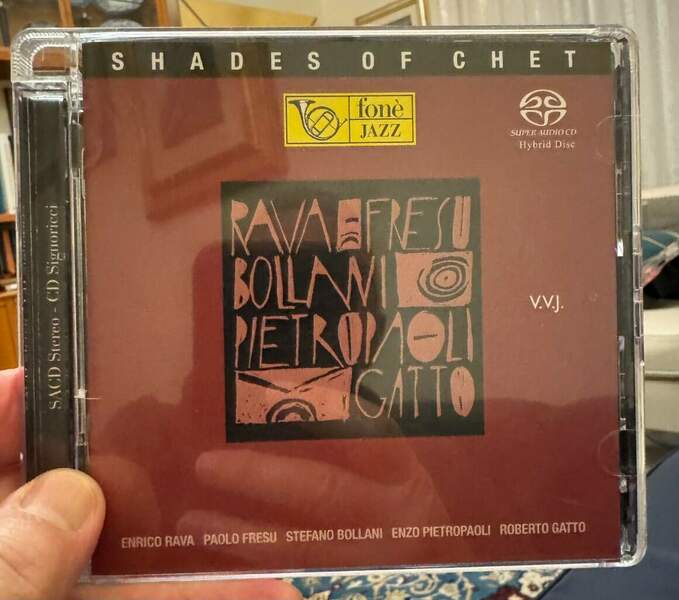 SHADES OF CHET
fonè
JAZZ
SUPER AUDIO CD
Hybrid Disc
RAVA FRESU
BOLLANI
PIETROPAOLI
GATTO
V.V.J.
SACD Stereo - CD Signoricci
ENRICO RAVA PAOLO FRESU STEFANO BOLLANI ENZO PIETROPAOLI ROBERTO GATTO